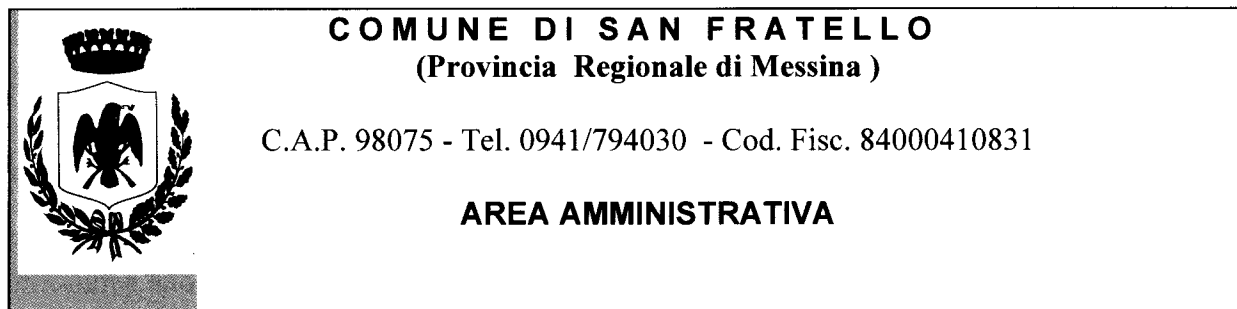 COMUNE DI SAN FRATELLO
(Provincia Regionale di Messina )
C.A.P. 98075 - Tel. 0941/794030 - Cod. Fisc. 84000410831
AREA AMMINISTRATIVA